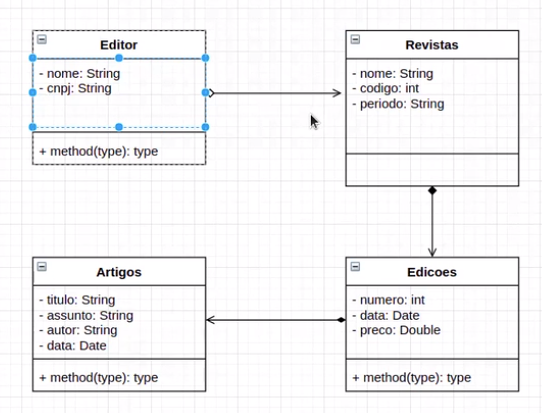 Editor
- nome: String
- cnpj: String
+ method(type): type
Revistas
- nome: String
- codigo: int
- periodo: String
Artigos
- titulo: String
- assunto: String
- autor: String
- data: Date
+ method(type): type
Edicoes
- numero: int
- data: Date
- preco: Double
+ method(type): type